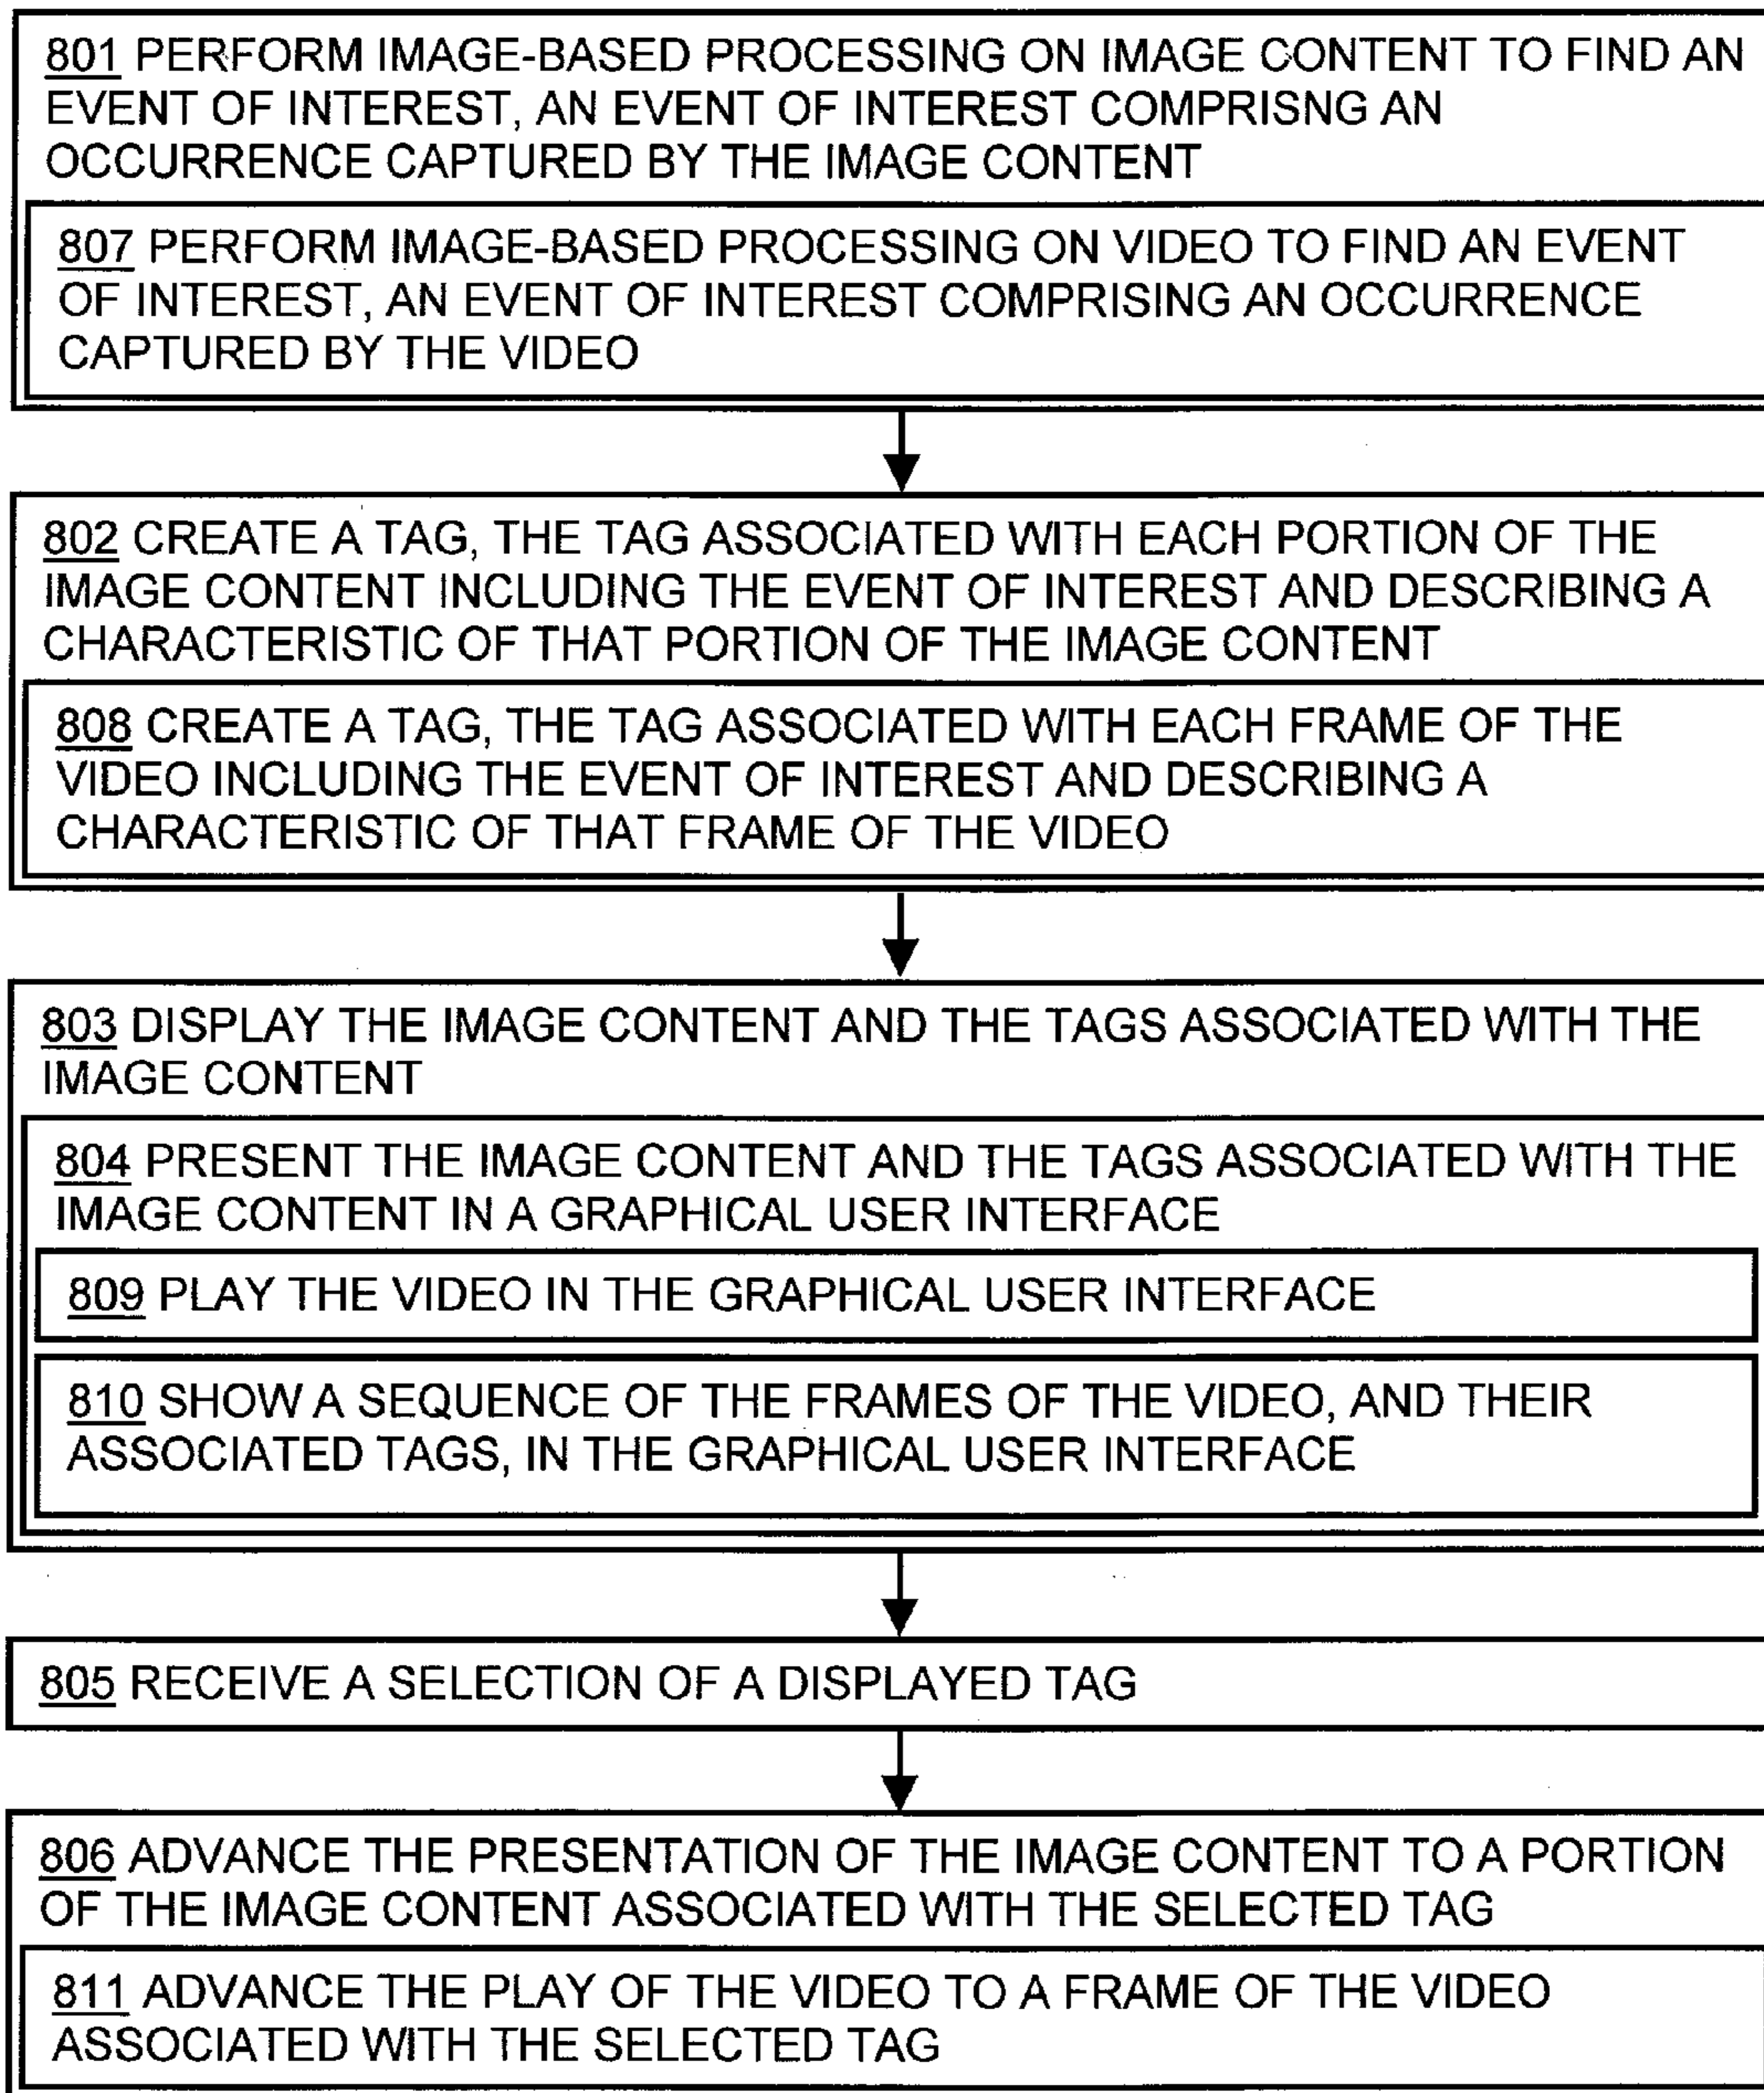 801 PERFORM IMAGE-BASED PROCESSING ON IMAGE CONTENT TO FIND AN
EVENT OF INTEREST, AN EVENT OF INTEREST COMPRISNG AN
OCCURRENCE CAPTURED BY THE IMAGE CONTENT
807 PERFORM IMAGE-BASED PROCESSING ON VIDEO TO FIND AN EVENT
OF INTEREST, AN EVENT OF INTEREST COMPRISING AN OCCURRENCE
CAPTURED BY THE VIDEO
802 CREATE A TAG, THE TAG ASSOCIATED WITH EACH PORTION OF THE
IMAGE CONTENT INCLUDING THE EVENT OF INTEREST AND DESCRIBING A
CHARACTERISTIC OF THAT PORTION OF THE IMAGE CONTENT
808 CREATE A TAG, THE TAG ASSOCIATED WITH EACH FRAME OF THE
VIDEO INCLUDING THE EVENT OF INTEREST AND DESCRIBING A
CHARACTERISTIC OF THAT FRAME OF THE VIDEO
803 DISPLAY THE IMAGE CONTENT AND THE TAGS ASSOCIATED WITH THE
IMAGE CONTENT
804 PRESENT THE IMAGE CONTENT AND THE TAGS ASSOCIATED WITH THE
IMAGE CONTENT IN A GRAPHICAL USER INTERFACE
809 PLAY THE VIDEO IN THE GRAPHICAL USER INTERFACE
810 SHOW A SEQUENCE OF THE FRAMES OF THE VIDEO, AND THEIR
ASSOCIATED TAGS, IN THE GRAPHICAL USER INTERFACE
805 RECEIVE A SELECTION OF A DISPLAYED TAG
806 ADVANCE THE PRESENTATION OF THE IMAGE CONTENT TO A PORTION
OF THE IMAGE CONTENT ASSOCIATED WITH THE SELECTED TAG
811 ADVANCE THE PLAY OF THE VIDEO TO A FRAME OF THE VIDEO
ASSOCIATED WITH THE SELECTED TAG